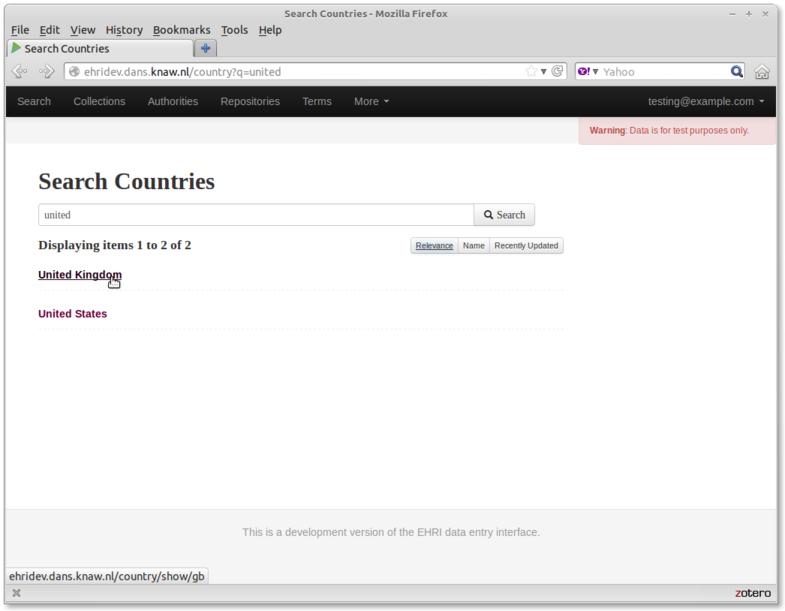 Search Countries - Mozilla Firefox
File Edit View History Bookmarks Tools Help
Search Countries
ehridev.dans.knaw.nl/country?q=united
Yahoo
Search Collections Authorities Repositories Terms More testing@example.com
Warning: Data is for test purposes only.
Search Countries
united Search
Displaying items 1 to 2 of 2 Relevance Name Recently Updated
United Kingdom
United States
This is a development version of the EHRI data entry interface.
ehridev.dans.knaw.nl/country/show/gb
zotero